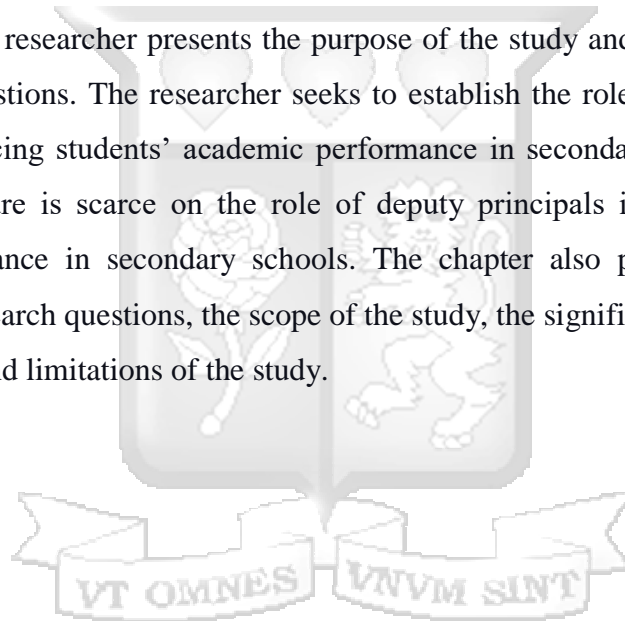 researcher presents the purpose of the study and
stions. The researcher seeks to establish the role
cing students’ academic performance in seconda
re is scarce on the role of deputy principals i
ance in secondary schools. The chapter also p
earch questions, the scope of the study, the signifi
d limitations of the study.
VT OMNES VNVM SINT